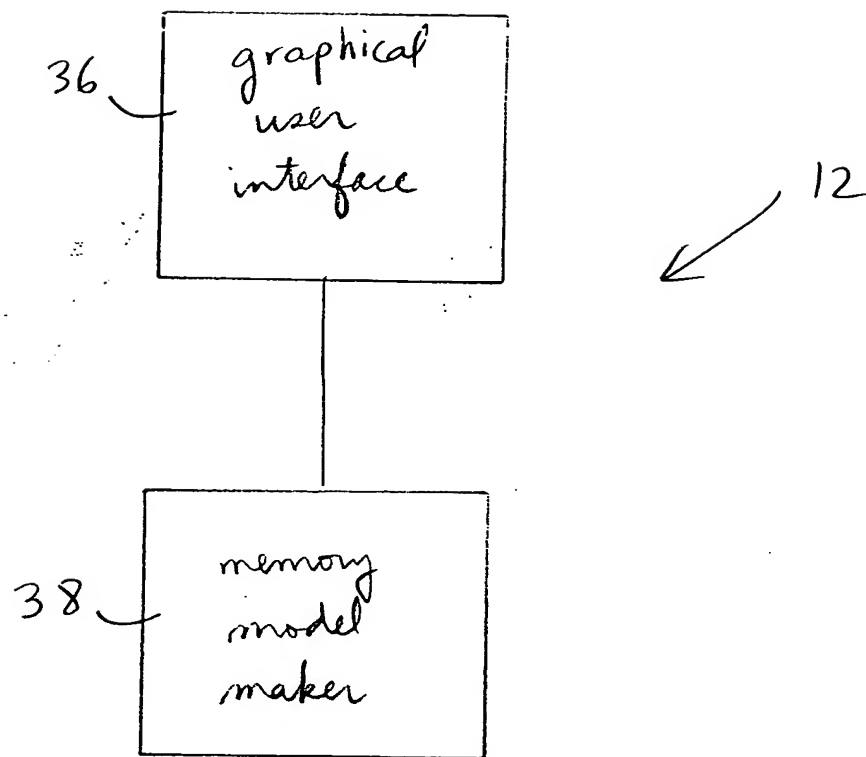 graphical
36
user
interface
12
memory
38
model
maker